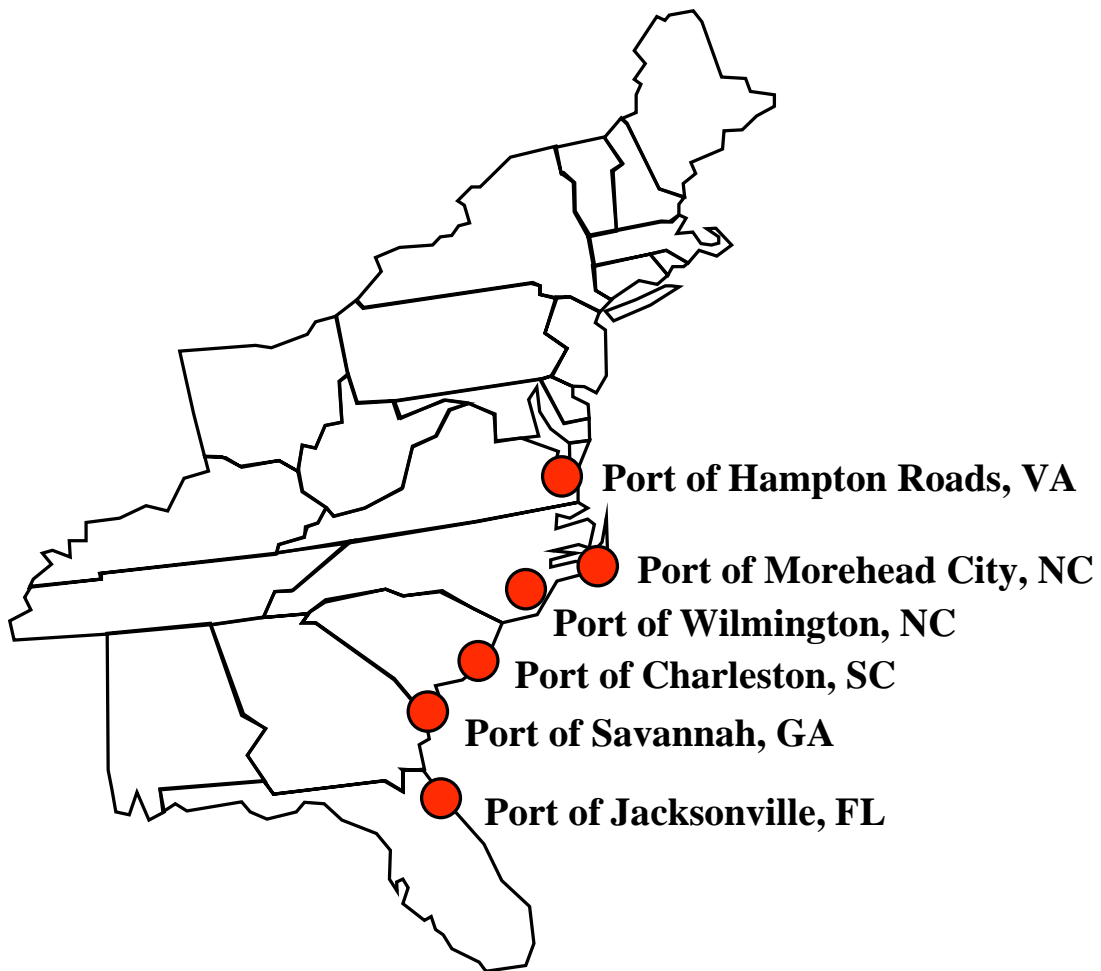 Port of Hampton Roads, VA
Port of Morehead City, NC
Port of Wilmington, NC
Port of Charleston, SC
Port of Savannah, GA
Port of Jacksonville, FL